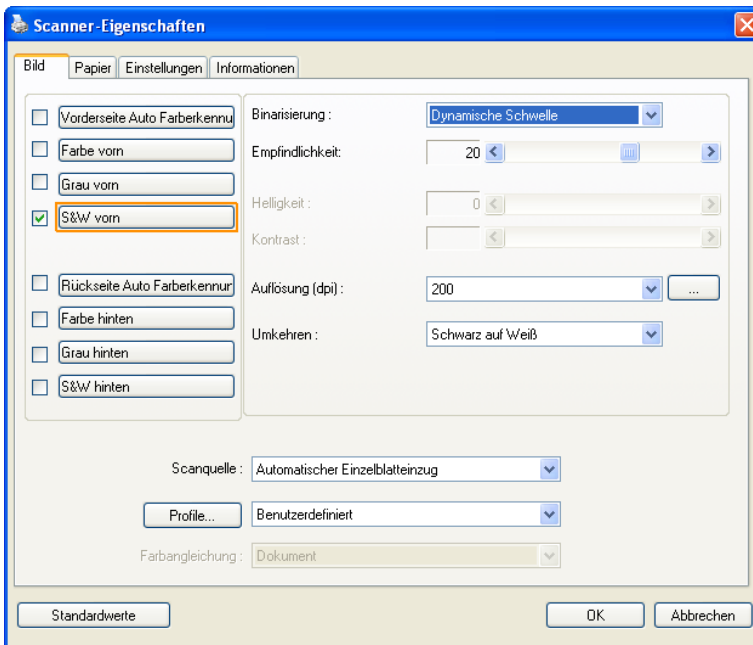 Scanner-Eigenschaften
Bild Papier Einstellungen Informationen
Vorderseite Auto Farberkennu
Farbe vorn
Grau vorn
S&W vorn
Rückseite Auto Farberkennur
Farbe hinten
Grau hinten
S&W hinten
Binarisierung : Dynamische Schwelle
Empfindlichkeit: 20
Helligkeit : 0
Kontrast :
Auflösung (dpi) : 200 ...
Umkehren : Schwarz auf Weiß
Scanquelle : Automatischer Einzelblatteinzug
Profile... Benutzerdefiniert
Farbangleichung : Dokument
Standardwerte OK Abbrechen